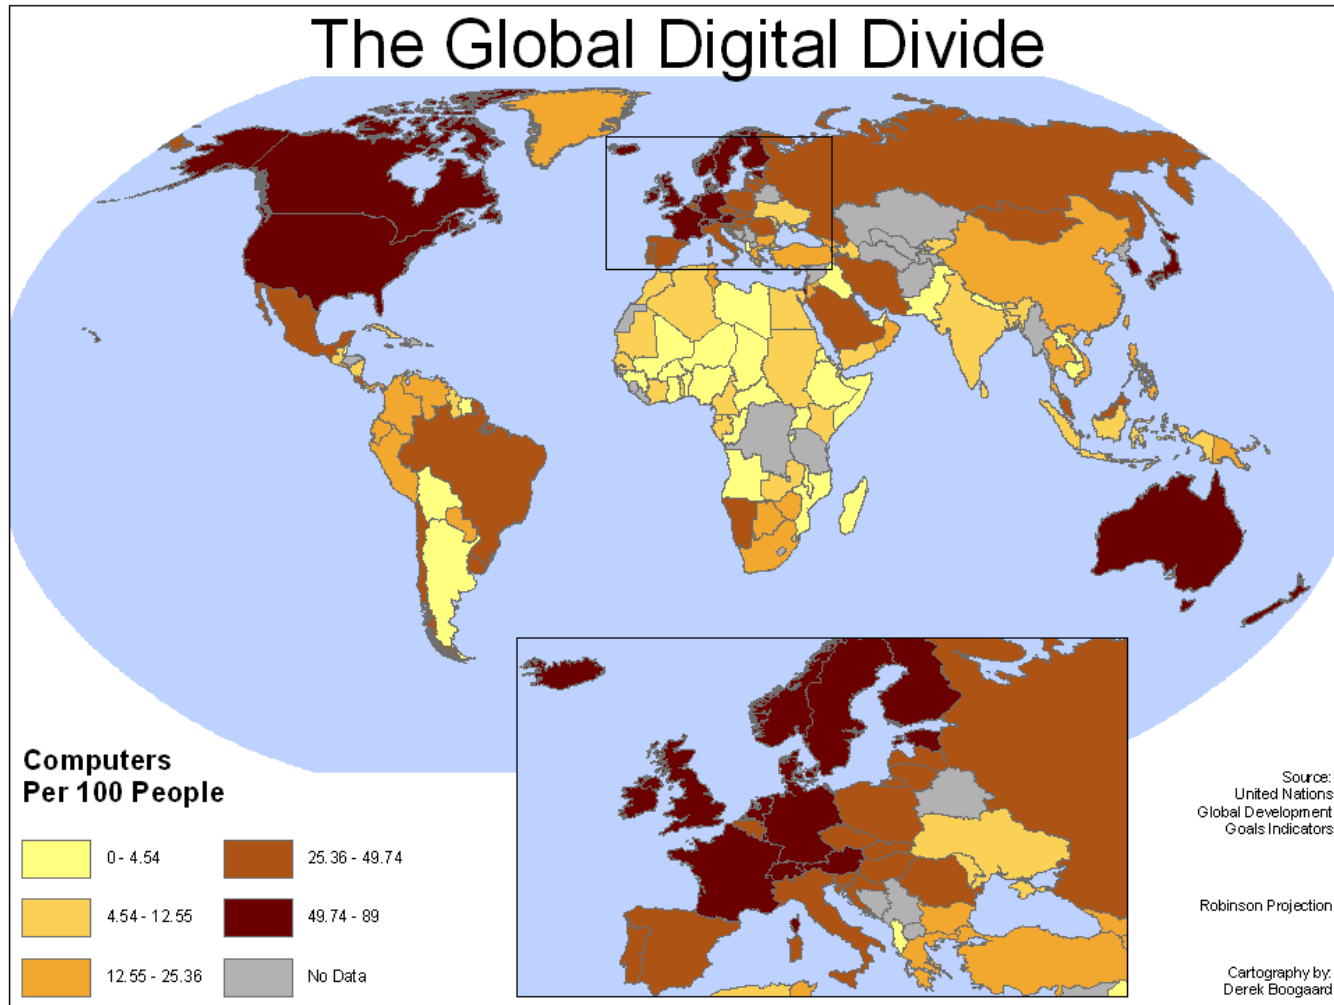 The Global Digital Divide
Computers
Per 100 People
0 - 4.54
4.54 - 12.55
12.55 - 25.36
25.36 - 49.74
49.74 - 89
No Data
Source:
United Nations
Global Development
Goals Indicators
Robinson Projection
Cartography by:
Derek Boogaard